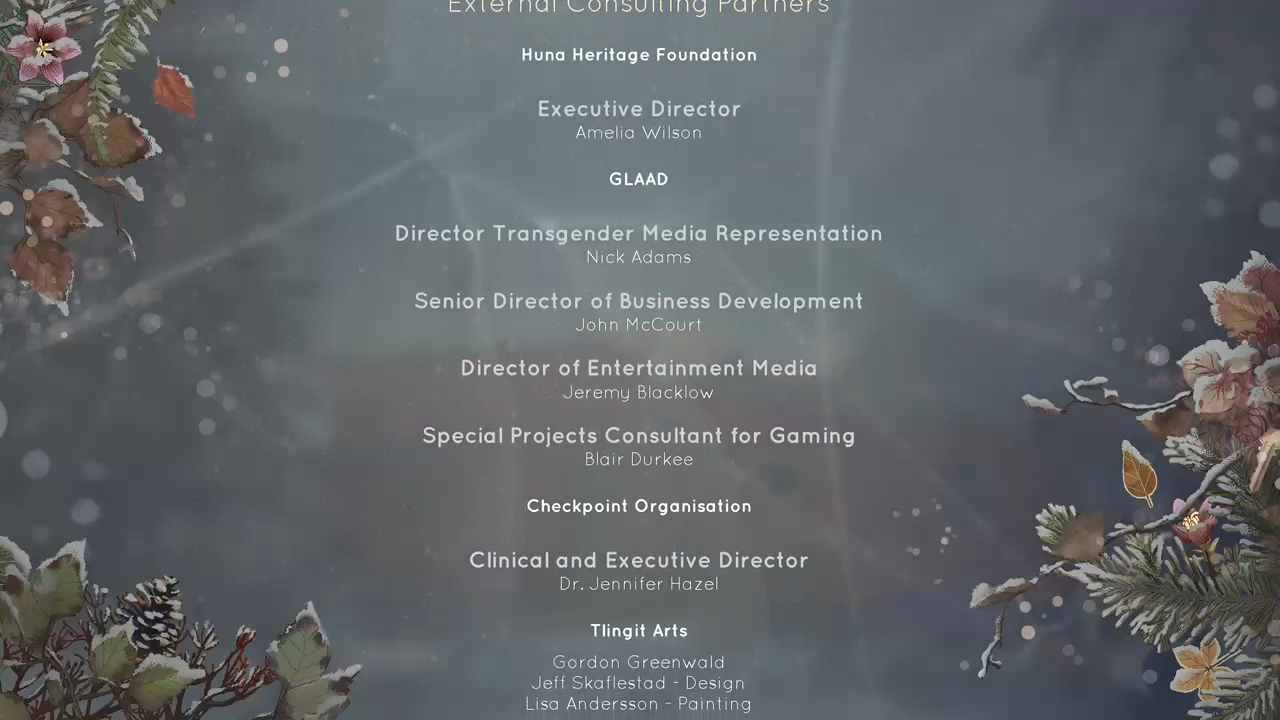 External Consulting Partners
Huna Heritage Foundation
Executive Director
Amelia Wilson
GLAAD
Director Transgender Media Representation
Nick Adams
Senior Director of Business Development
John McCourt
Director of Entertainment Media
Jeremy Blacklow
Special Projects Consultant for Gaming
Blair Durkee
Checkpoint Organisation
Clinical and Executive Director
Dr. Jennifer Hazel
Tlingit Arts
Gordon Greenwald
Jeff Skaflestad - Design
Lisa Andersson - Painting